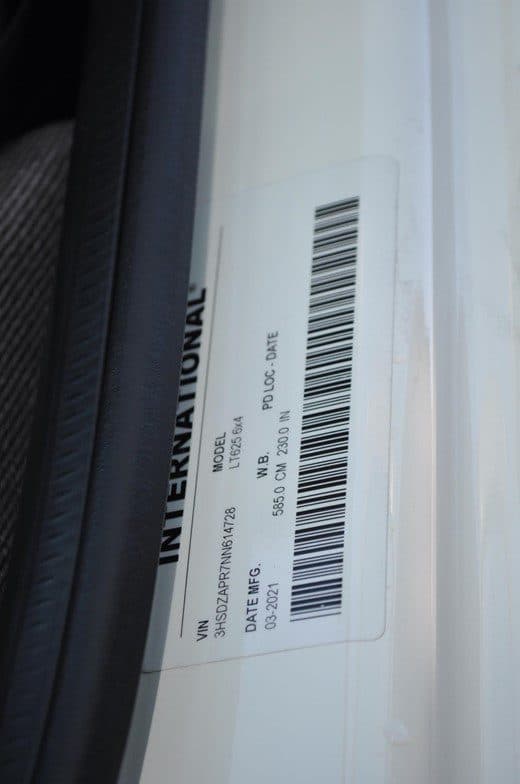 INTERNATIONAL®
VIN MODEL
3HSDZAPR7NN614728 LT625 6x4
DATE MFG. W.B. PD LOC - DATE
03-2021 585.0 CM 230.0 IN